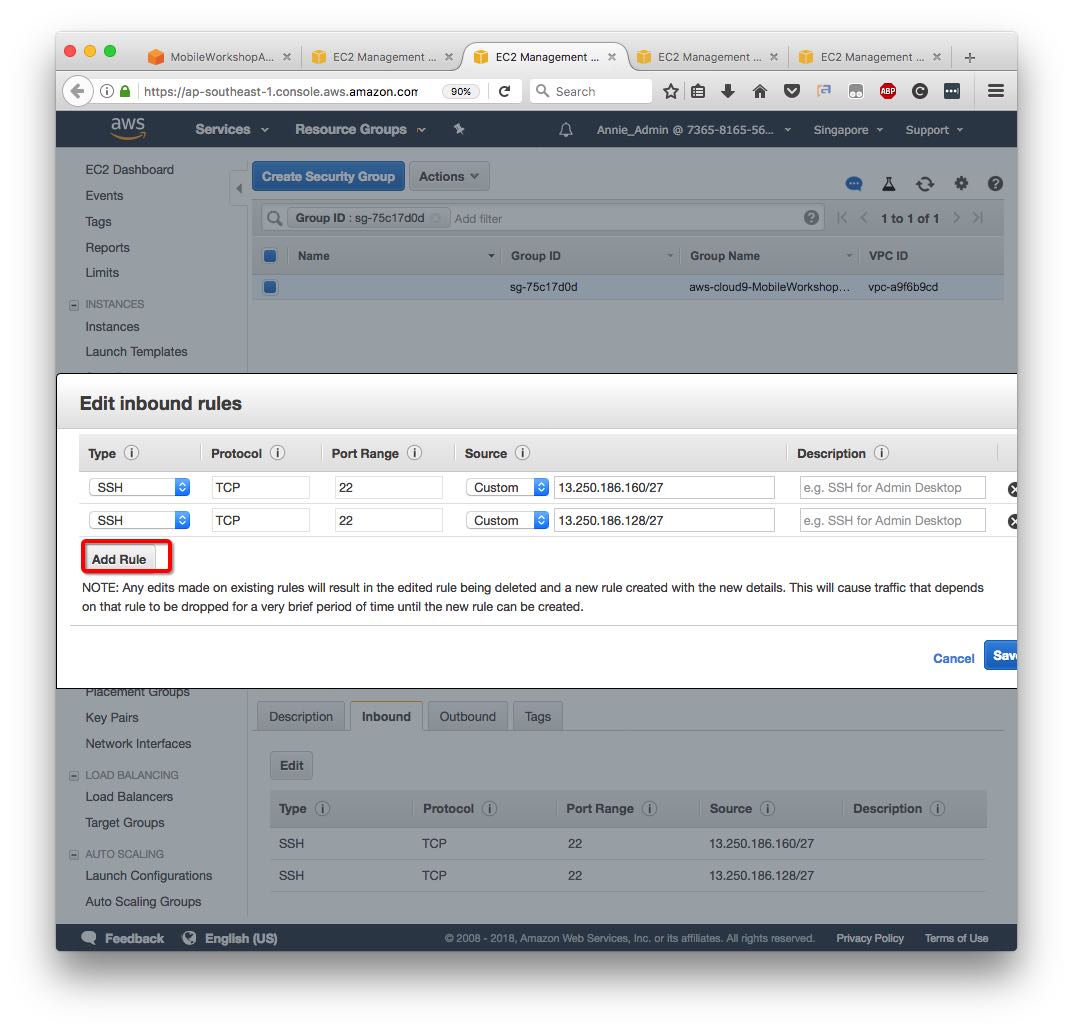 MobileWorkshopA...
EC2 Management ...
EC2 Management ...
EC2 Management ...
EC2 Management ...
https://ap-southeast-1.console.aws.amazon.com
90%
Search
ABP
aws
Services
Resource Groups
Annie_Admin @ 7365-8165-56...
Singapore
Support
EC2 Dashboard
Events
Tags
Reports
Limits
INSTANCES
Instances
Launch Templates
Create Security Group
Actions
Group ID : sg-75c17d0d
Add filter
1 to 1 of 1
Name
Group ID
Group Name
VPC ID
sg-75c17d0d
aws-cloud9-MobileWorkshop...
vpc-a9f6b9cd
Edit inbound rules
Type
Protocol
Port Range
Source
Description
SSH
TCP
22
Custom
13.250.186.160/27
e.g. SSH for Admin Desktop
SSH
TCP
22
Custom
13.250.186.128/27
e.g. SSH for Admin Desktop
Add Rule
NOTE: Any edits made on existing rules will result in the edited rule being deleted and a new rule created with the new details. This will cause traffic that depends
on that rule to be dropped for a very brief period of time until the new rule can be created.
Cancel
Save
Placement Groups
Key Pairs
Network Interfaces
LOAD BALANCING
Load Balancers
Target Groups
AUTO SCALING
Launch Configurations
Auto Scaling Groups
Description
Inbound
Outbound
Tags
Edit
Type
Protocol
Port Range
Source
Description
SSH
TCP
22
13.250.186.160/27
SSH
TCP
22
13.250.186.128/27
Feedback
English (US)
© 2008 - 2018, Amazon Web Services, Inc. or its affiliates. All rights reserved.
Privacy Policy
Terms of Use